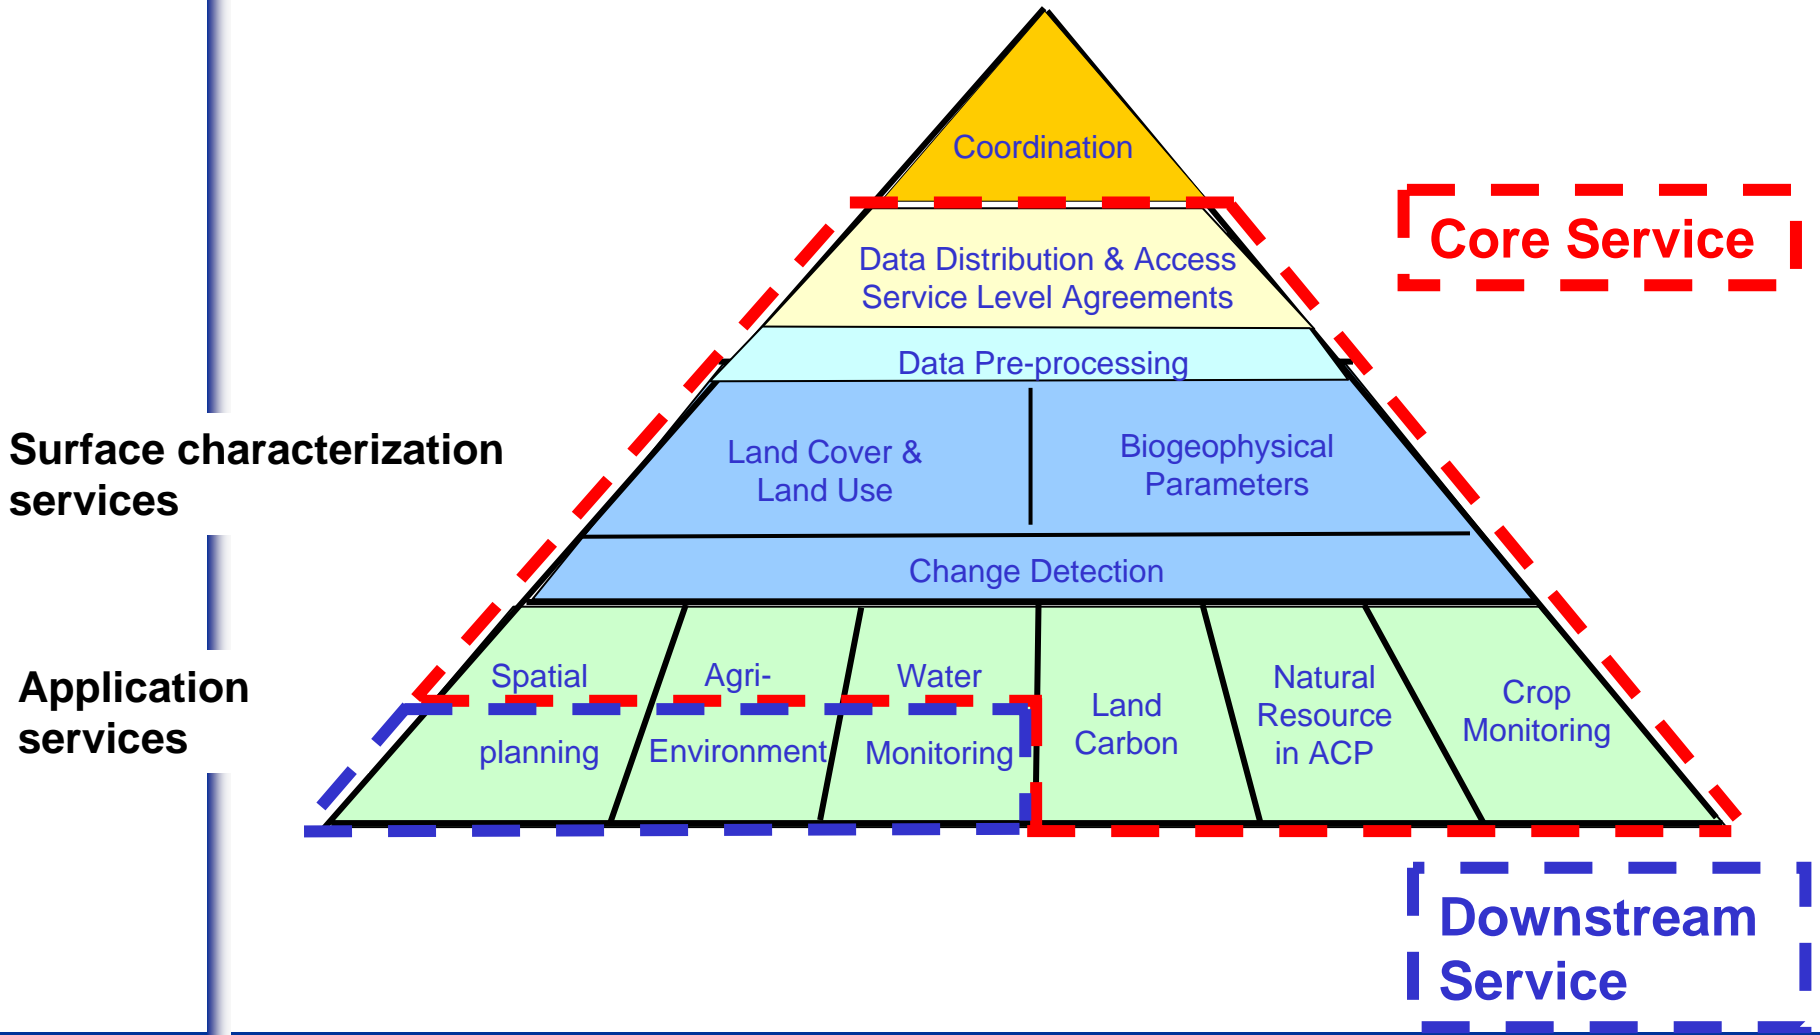 Coordination
Core Service
Data Distribution & Access
Service Level Agreements
Data Pre-processing
Surface characterization
services
Land Cover &
Land Use
Biogeophysical
Parameters
Change Detection
Application
services
Spatial
planning
Agri-
Environment
Water
Monitoring
Land
Carbon
Natural
Resource
in ACP
Crop
Monitoring
Downstream
Service